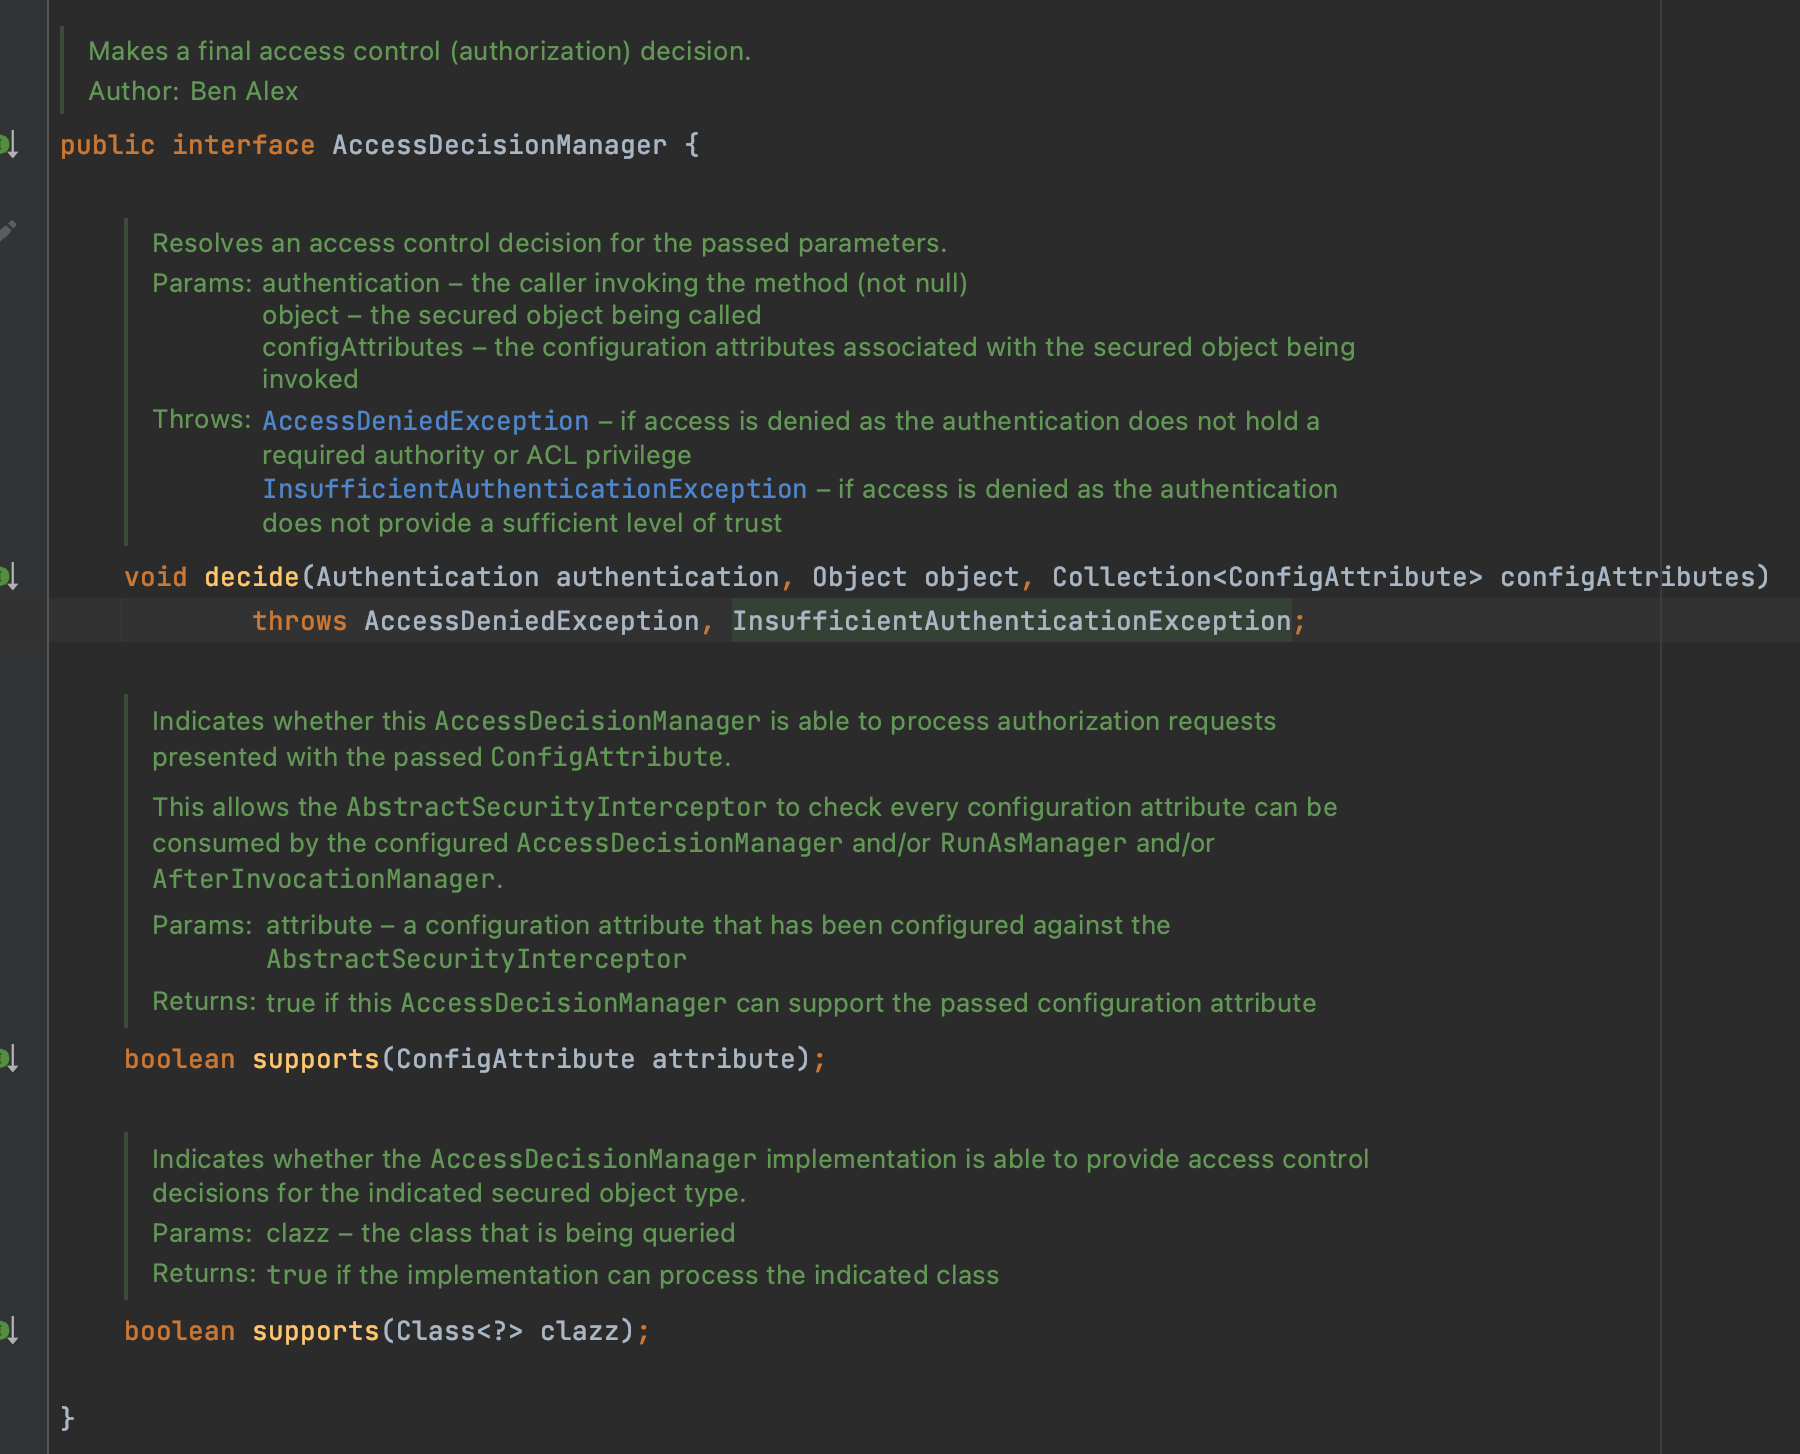 Makes a final access control (authorization) decision.
Author: Ben Alex
public interface AccessDecisionManager {
Resolves an access control decision for the passed parameters.
Params: authentication – the caller invoking the method (not null)
object – the secured object being called
configAttributes – the configuration attributes associated with the secured object being
invoked
Throws: AccessDeniedException – if access is denied as the authentication does not hold a
required authority or ACL privilege
InsufficientAuthenticationException – if access is denied as the authentication
does not provide a sufficient level of trust
void decide(Authentication authentication, Object object, Collection<ConfigAttribute> configAttributes)
throws AccessDeniedException, InsufficientAuthenticationException;
Indicates whether this AccessDecisionManager is able to process authorization requests
presented with the passed ConfigAttribute.
This allows the AbstractSecurityInterceptor to check every configuration attribute can be
consumed by the configured AccessDecisionManager and/or RunAsManager and/or
AfterInvocationManager.
Params: attribute – a configuration attribute that has been configured against the
AbstractSecurityInterceptor
Returns: true if this AccessDecisionManager can support the passed configuration attribute
boolean supports(ConfigAttribute attribute);
Indicates whether the AccessDecisionManager implementation is able to provide access control
decisions for the indicated secured object type.
Params: clazz – the class that is being queried
Returns: true if the implementation can process the indicated class
boolean supports(Class<?> clazz);
}